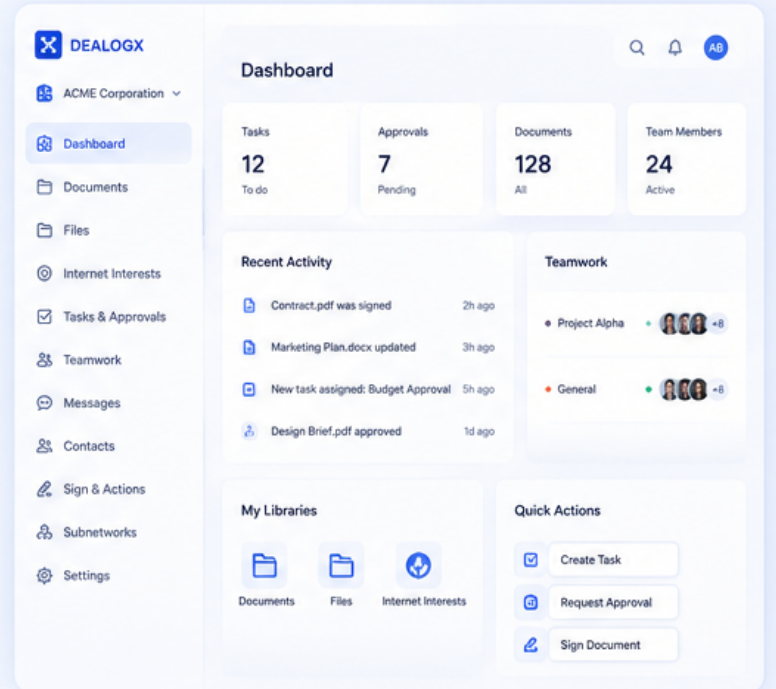 DEALOGX
ACME Corporation
Dashboard
Documents
Files
Internet Interests
Tasks & Approvals
Teamwork
Messages
Contacts
Sign & Actions
Subnetworks
Settings
Dashboard
AB
Tasks
12
To do
Approvals
7
Pending
Documents
128
All
Team Members
24
Active
Recent Activity
Contract.pdf was signed 2h ago
Marketing Plan.docx updated 3h ago
New task assigned: Budget Approval 5h ago
Design Brief.pdf approved 1d ago
Teamwork
Project Alpha +8
General +8
My Libraries
Documents
Files
Internet Interests
Quick Actions
Create Task
Request Approval
Sign Document